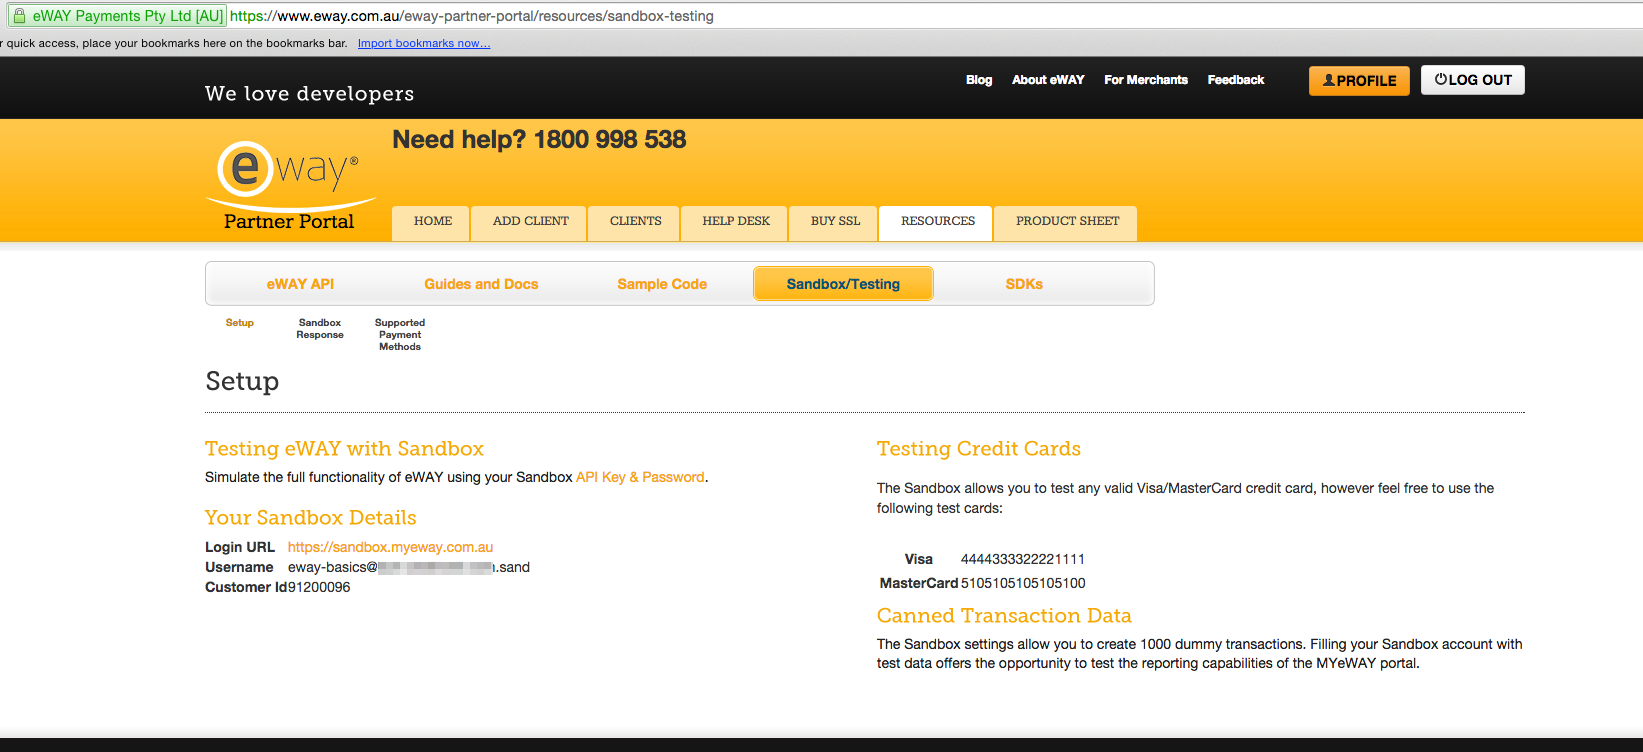 eWAY Payments Pty Ltd [AU] https://www.eway.com.au/eway-partner-portal/resources/sandbox-testing
r quick access, place your bookmarks here on the bookmarks bar. Import bookmarks now...
We love developers
Blog About eWAY For Merchants Feedback PROFILE LOG OUT
Need help? 1800 998 538
eway®
Partner Portal
HOME ADD CLIENT CLIENTS HELP DESK BUY SSL RESOURCES PRODUCT SHEET
eWAY API Guides and Docs Sample Code Sandbox/Testing SDKs
Setup
Sandbox
Response
Supported
Payment
Methods
Setup
Testing eWAY with Sandbox
Simulate the full functionality of eWAY using your Sandbox API Key & Password.
Your Sandbox Details
Login URL https://sandbox.myeway.com.au
Username eway-basics@ .sand
Customer Id91200096
Testing Credit Cards
The Sandbox allows you to test any valid Visa/MasterCard credit card, however feel free to use the
following test cards:
Visa 4444333322221111
MasterCard 5105105105105100
Canned Transaction Data
The Sandbox settings allow you to create 1000 dummy transactions. Filling your Sandbox account with
test data offers the opportunity to test the reporting capabilities of the MYeWAY portal.